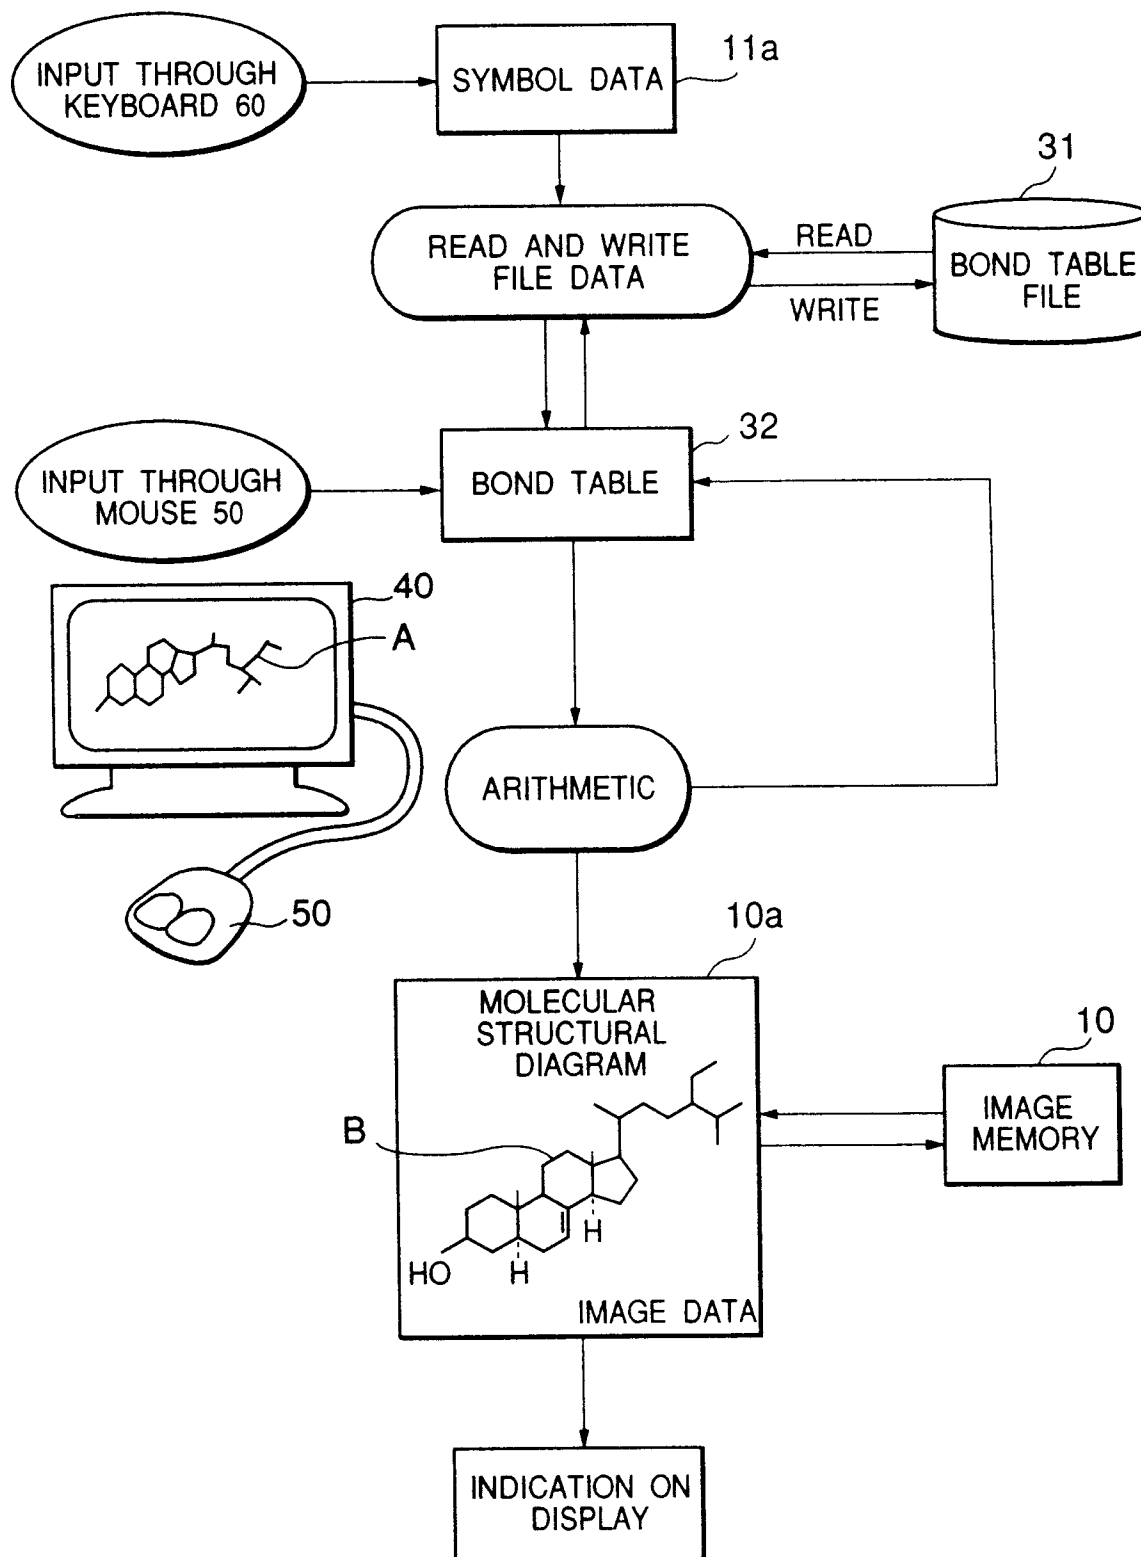 INPUT THROUGH
KEYBOARD 60
SYMBOL DATA
11a
READ AND WRITE
FILE DATA
READ
WRITE
31
BOND TABLE
FILE
INPUT THROUGH
MOUSE 50
BOND TABLE
32
40
A
50
ARITHMETIC
10a
MOLECULAR
STRUCTURAL
DIAGRAM
B
H
H
HO
IMAGE DATA
10
IMAGE
MEMORY
INDICATION ON
DISPLAY